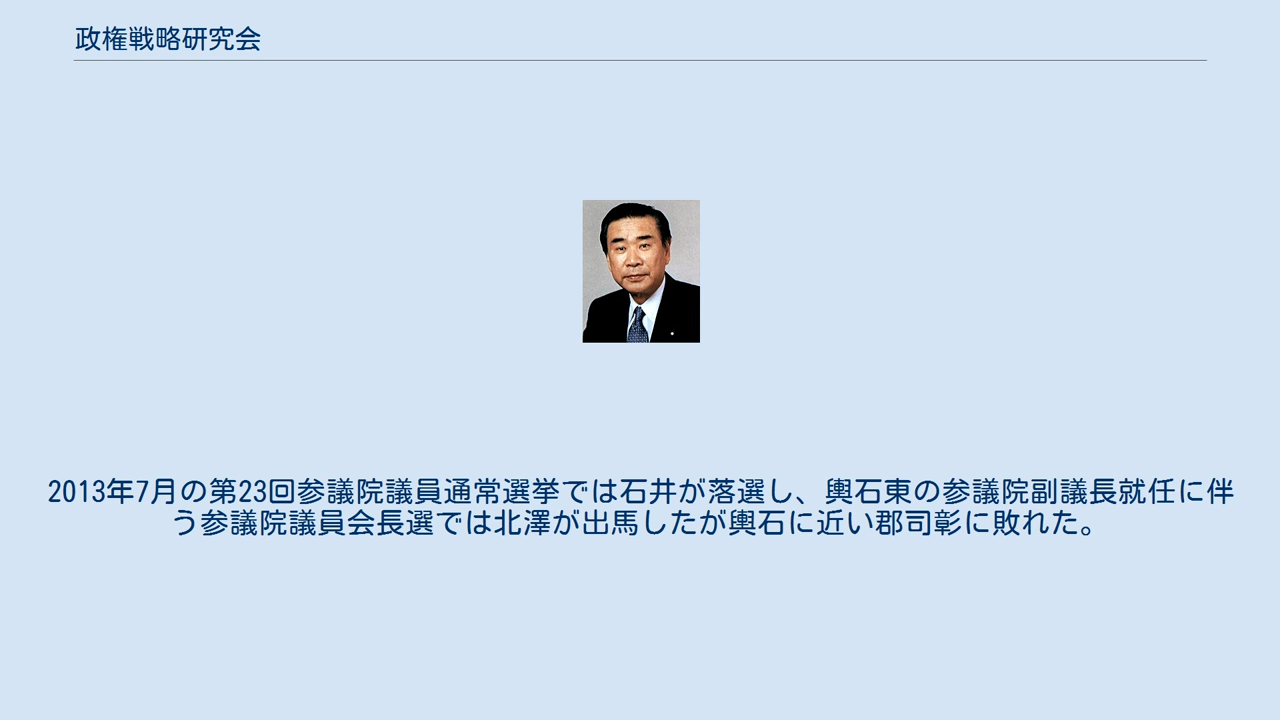 政権戦略研究会
2013年7月の第23回参議院議員通常選挙では石井が落選し、輿石東の参議院副議長就任に伴
う参議院議員会長選では北澤が出馬したが輿石に近い郡司彰に敗れた。